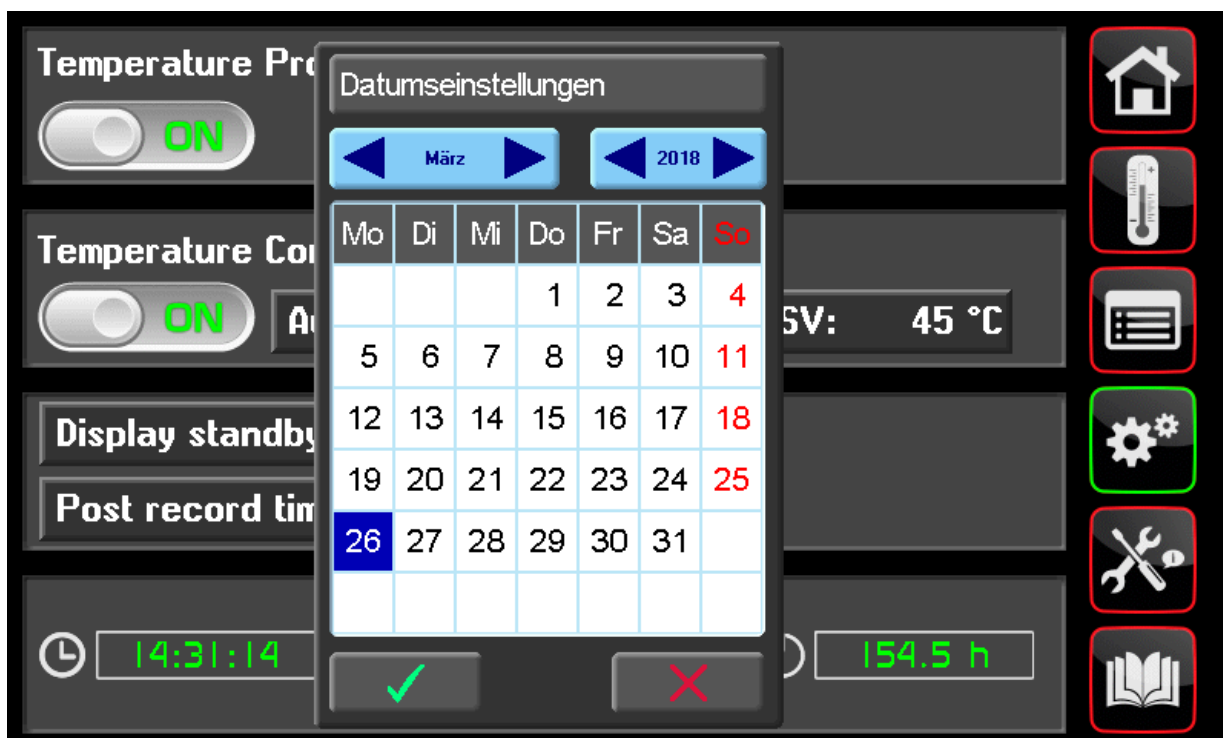 Temperature Pro
ON
Temperature Co
ON
SV: 45 °C
Display standby
Post record tim
14:31:14
154.5 h
Datumseinstellungen
März
2018
Mo Di Mi Do Fr Sa So
1 2 3 4
5 6 7 8 9 10 11
12 13 14 15 16 17 18
19 20 21 22 23 24 25
26 27 28 29 30 31